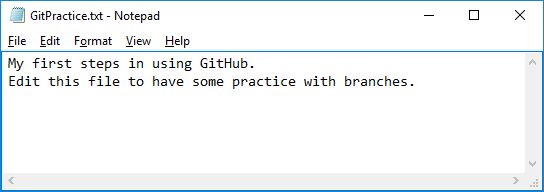 GitPractice.txt - Notepad
File Edit Format View Help
My first steps in using GitHub.
Edit this file to have some practice with branches.